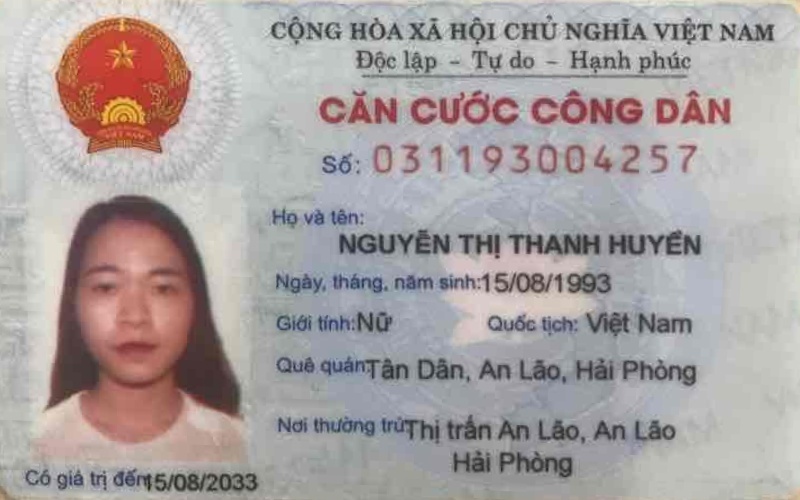 CỘNG HÒA XÃ HỘI CHỦ NGHĨA VIỆT NAM
Độc lập - Tự do - Hạnh phúc
CĂN CƯỚC CÔNG DÂN
Số: 031193004257
Họ và tên:
NGUYỄN THỊ THANH HUYỀN
Ngày, tháng, năm sinh:15/08/1993
Giới tính:Nữ Quốc tịch: Việt Nam
Quê quán Tân Dân, An Lão, Hải Phòng
Nơi thường trú Thị trấn An Lão, An Lão
Hải Phòng
Có giá trị đến 15/08/2033